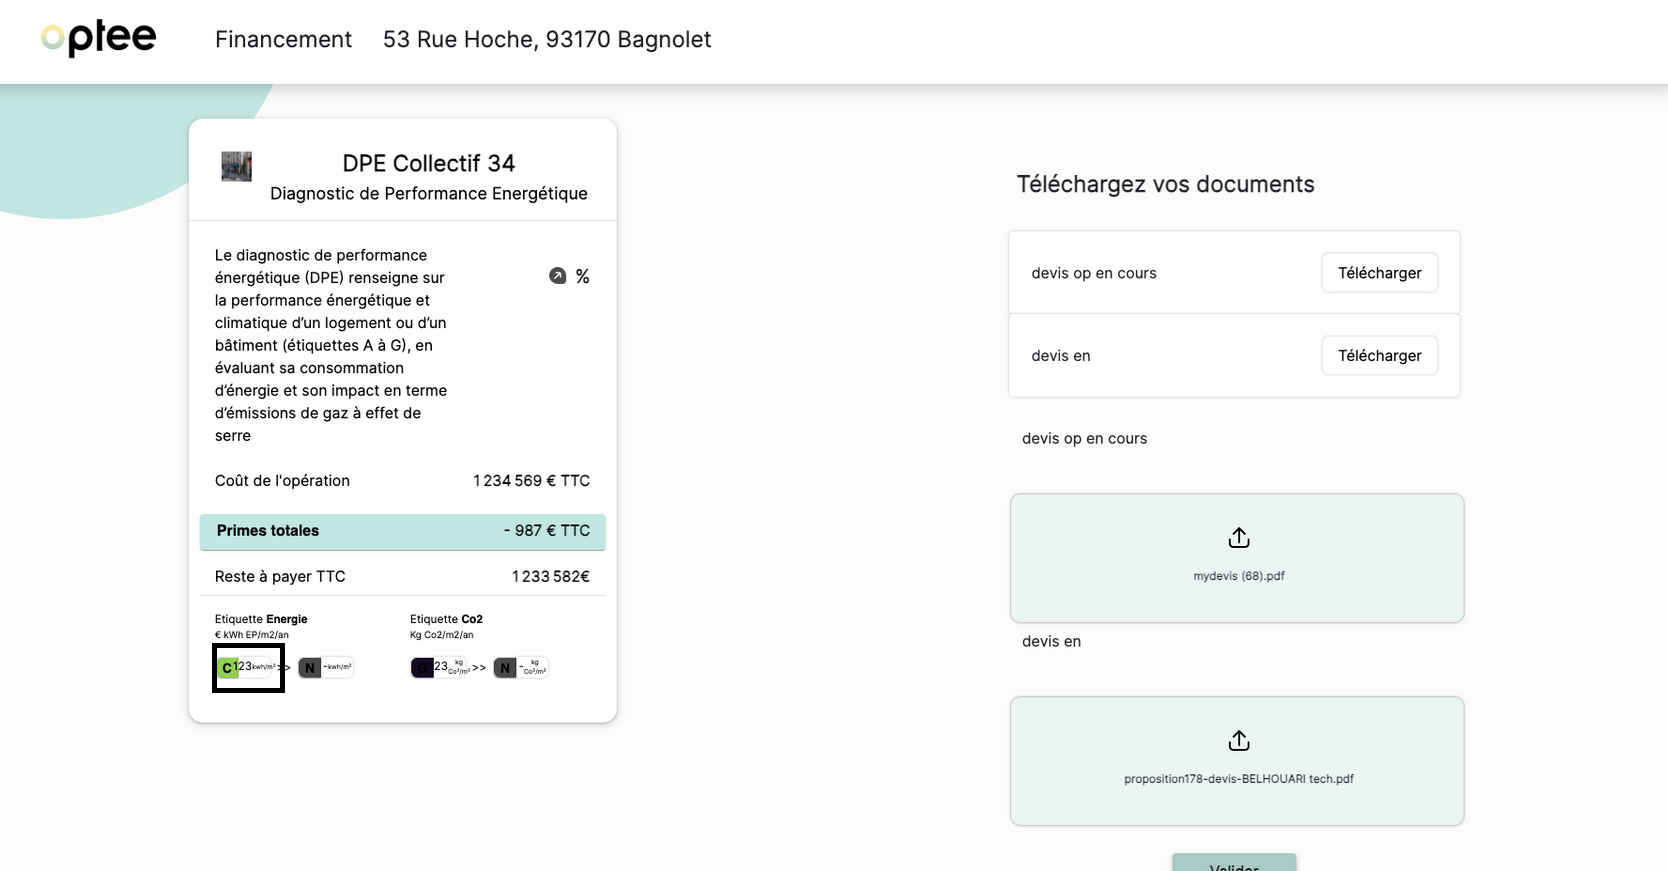 optee
Financement
53 Rue Hoche, 93170 Bagnolet
DPE Collectif 34
Diagnostic de Performance Energétique
Le diagnostic de performance
énergétique (DPE) renseigne sur
la performance énergétique et
climatique d’un logement ou d’un
bâtiment (étiquettes A à G), en
évaluant sa consommation
d’énergie et son impact en terme
d’émissions de gaz à effet de
serre
%
Coût de l'opération 1 234 569 € TTC
Primes totales - 987 € TTC
Reste à payer TTC 1 233 582€
Etiquette Energie
€ kWh EP/m2/an
C 123 kwh/m² >> N - kwh/m²
Etiquette Co2
Kg Co2/m2/an
G 23 kg Co²/m² >> N - kg Co²/m²
Téléchargez vos documents
devis op en cours Télécharger
devis en Télécharger
devis op en cours
mydevis (68).pdf
devis en
proposition178-devis-BELHOUARI tech.pdf
Valider